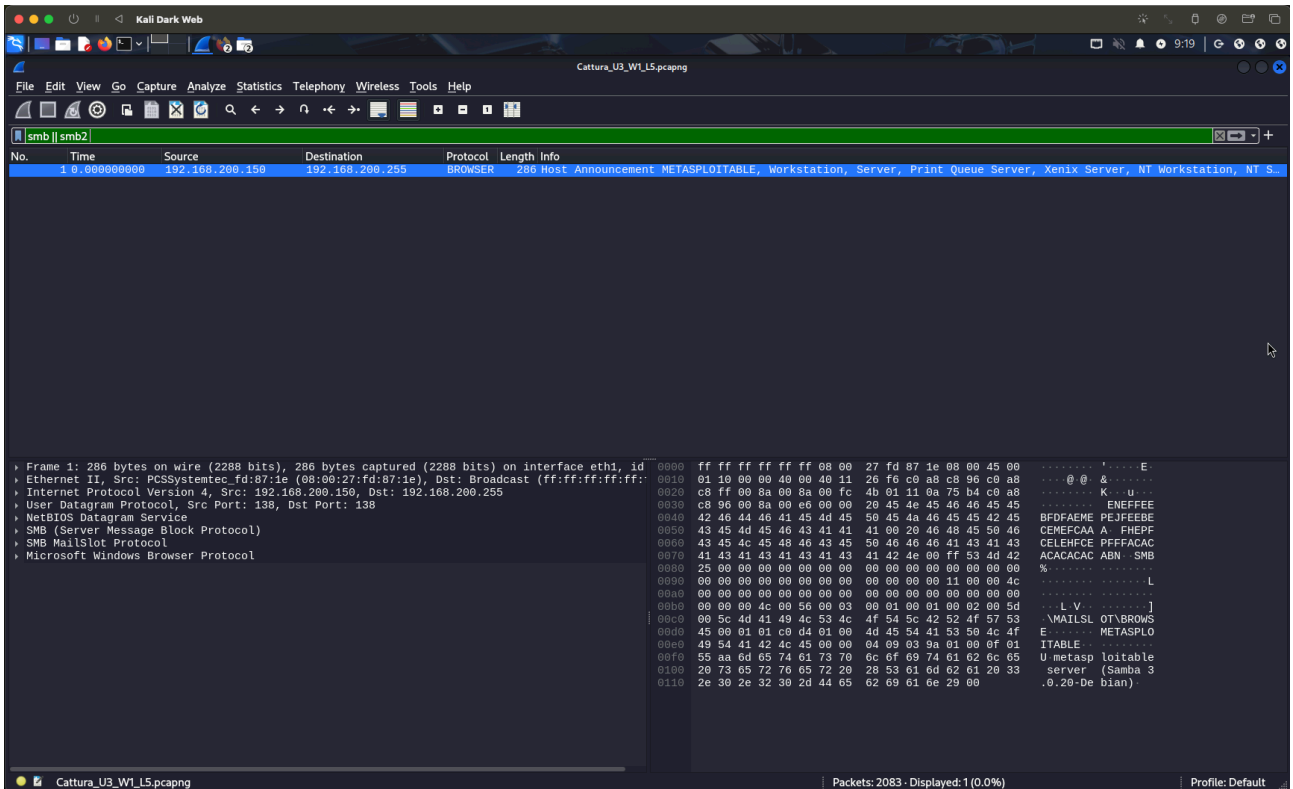 Kali Dark Web
9:19
Cattura_U3_W1_L5.pcapng
File Edit View Go Capture Analyze Statistics Telephony Wireless Tools Help
smb || smb2
No. Time Source Destination Protocol Length Info
1 0.000000000 192.168.200.150 192.168.200.255 BROWSER 286 Host Announcement METASPLOITABLE, Workstation, Server, Print Queue Server, Xenix Server, NT Workstation, NT S…
Frame 1: 286 bytes on wire (2288 bits), 286 bytes captured (2288 bits) on interface eth1, id
Ethernet II, Src: PCSSystemtec_fd:87:1e (08:00:27:fd:87:1e), Dst: Broadcast (ff:ff:ff:ff:ff:
Internet Protocol Version 4, Src: 192.168.200.150, Dst: 192.168.200.255
User Datagram Protocol, Src Port: 138, Dst Port: 138
NetBIOS Datagram Service
SMB (Server Message Block Protocol)
SMB MailSlot Protocol
Microsoft Windows Browser Protocol
0000 ff ff ff ff ff ff 08 00 27 fd 87 1e 08 00 45 00 ········ '·····E·
0010 01 10 00 00 40 00 40 11 26 f6 c0 a8 c8 96 c0 a8 ····@·@· &·······
0020 c8 ff 00 8a 00 8a 00 fc 4b 01 11 0a 75 b4 c0 a8 ········ K···u···
0030 c8 96 00 8a 00 e6 00 00 20 45 4e 45 46 46 45 45 ········ ENEFFEE
0040 42 46 44 46 41 45 4d 45 50 45 4a 46 45 45 42 45 BFDFAEME PEJFEEBE
0050 43 45 4d 45 46 43 41 41 41 00 20 46 48 45 50 46 CEMEFCAA A· FHEPF
0060 43 45 4c 45 48 46 43 45 50 46 46 46 41 43 41 43 CELEHFCE PFFFACAC
0070 41 43 41 43 41 43 41 43 41 42 4e 00 ff 53 4d 42 ACACACAC ABN··SMB
0080 25 00 00 00 00 00 00 00 00 00 00 00 00 00 00 00 %······· ········
0090 00 00 00 00 00 00 00 00 00 00 00 00 11 00 00 4c ········ ·······L
00a0 00 00 00 00 00 00 00 00 00 00 00 00 00 00 00 00 ········ ········
00b0 00 00 00 4c 00 56 00 03 00 01 00 01 00 02 00 5d ···L·V·· ·······]
00c0 00 5c 4d 41 49 4c 53 4c 4f 54 5c 42 52 4f 57 53 ·\MAILSL OT\BROWS
00d0 45 00 01 01 c0 d4 01 00 4d 45 54 41 53 50 4c 4f E······· METASPLO
00e0 49 54 41 42 4c 45 00 00 04 09 03 9a 01 00 0f 01 ITABLE·· ········
00f0 55 aa 6d 65 74 61 73 70 6c 6f 69 74 61 62 6c 65 U·metasp loitable
0100 20 73 65 72 76 65 72 20 28 53 61 6d 62 61 20 33 server (Samba 3
0110 2e 30 2e 32 30 2d 44 65 62 69 61 6e 29 00 .0.20-De bian)·
Cattura_U3_W1_L5.pcapng
Packets: 2083 · Displayed: 1 (0.0%)
Profile: Default